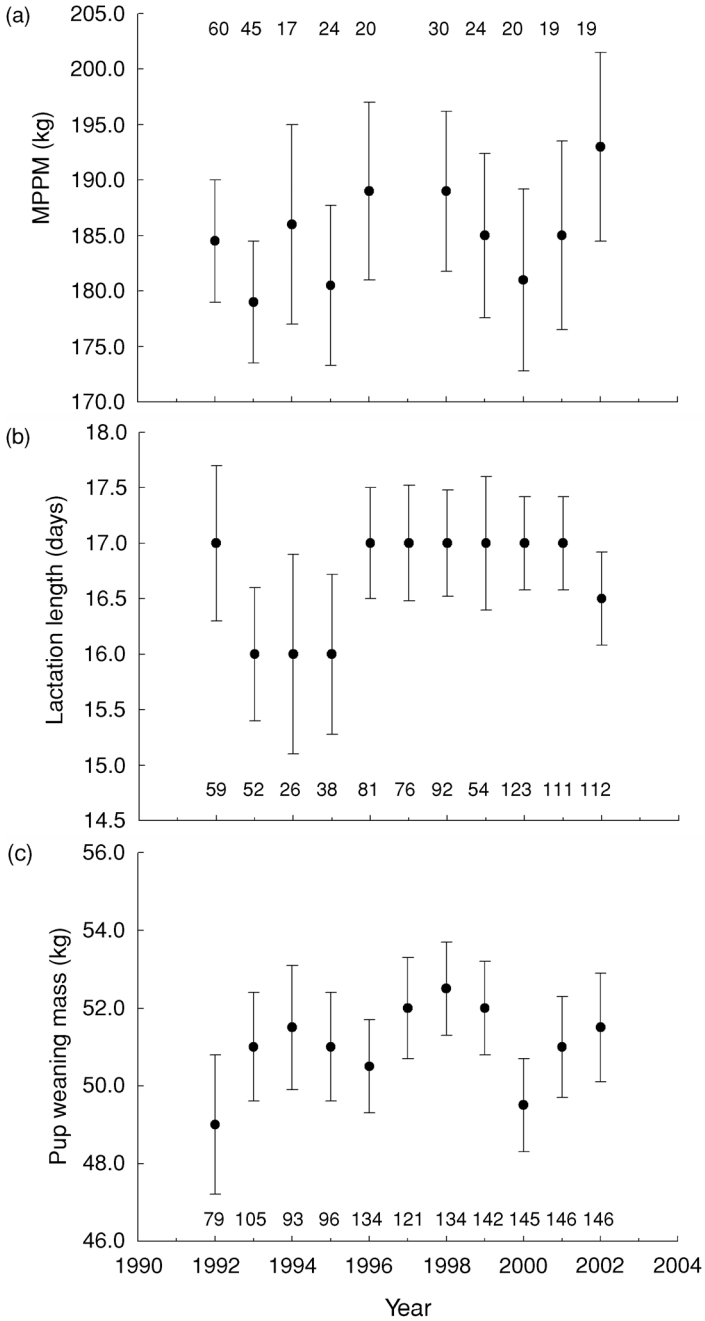 (a)
205.0
60 45 17 24 20 30 24 20 19 19
200.0
195.0
190.0
185.0
180.0
175.0
170.0
MPPM (kg)
(b)
18.0
17.5
17.0
16.5
16.0
15.5
15.0
59 52 26 38 81 76 92 54 123 111 112
14.5
Lactation length (days)
(c)
56.0
54.0
52.0
50.0
48.0
79 105 93 96 134 121 134 142 145 146 146
46.0
Pup weaning mass (kg)
1990 1992 1994 1996 1998 2000 2002 2004
Year